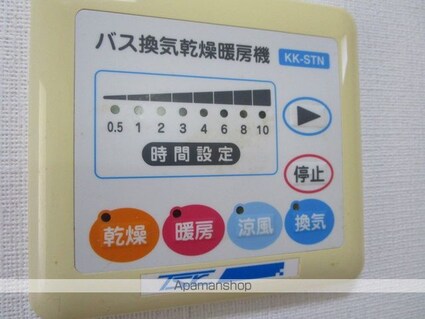 バス換気乾燥暖房機 KK-STN
0.5 1 2 3 4 6 8 10
時間設定
停止
乾燥 暖房 涼風 換気
Apamanshop